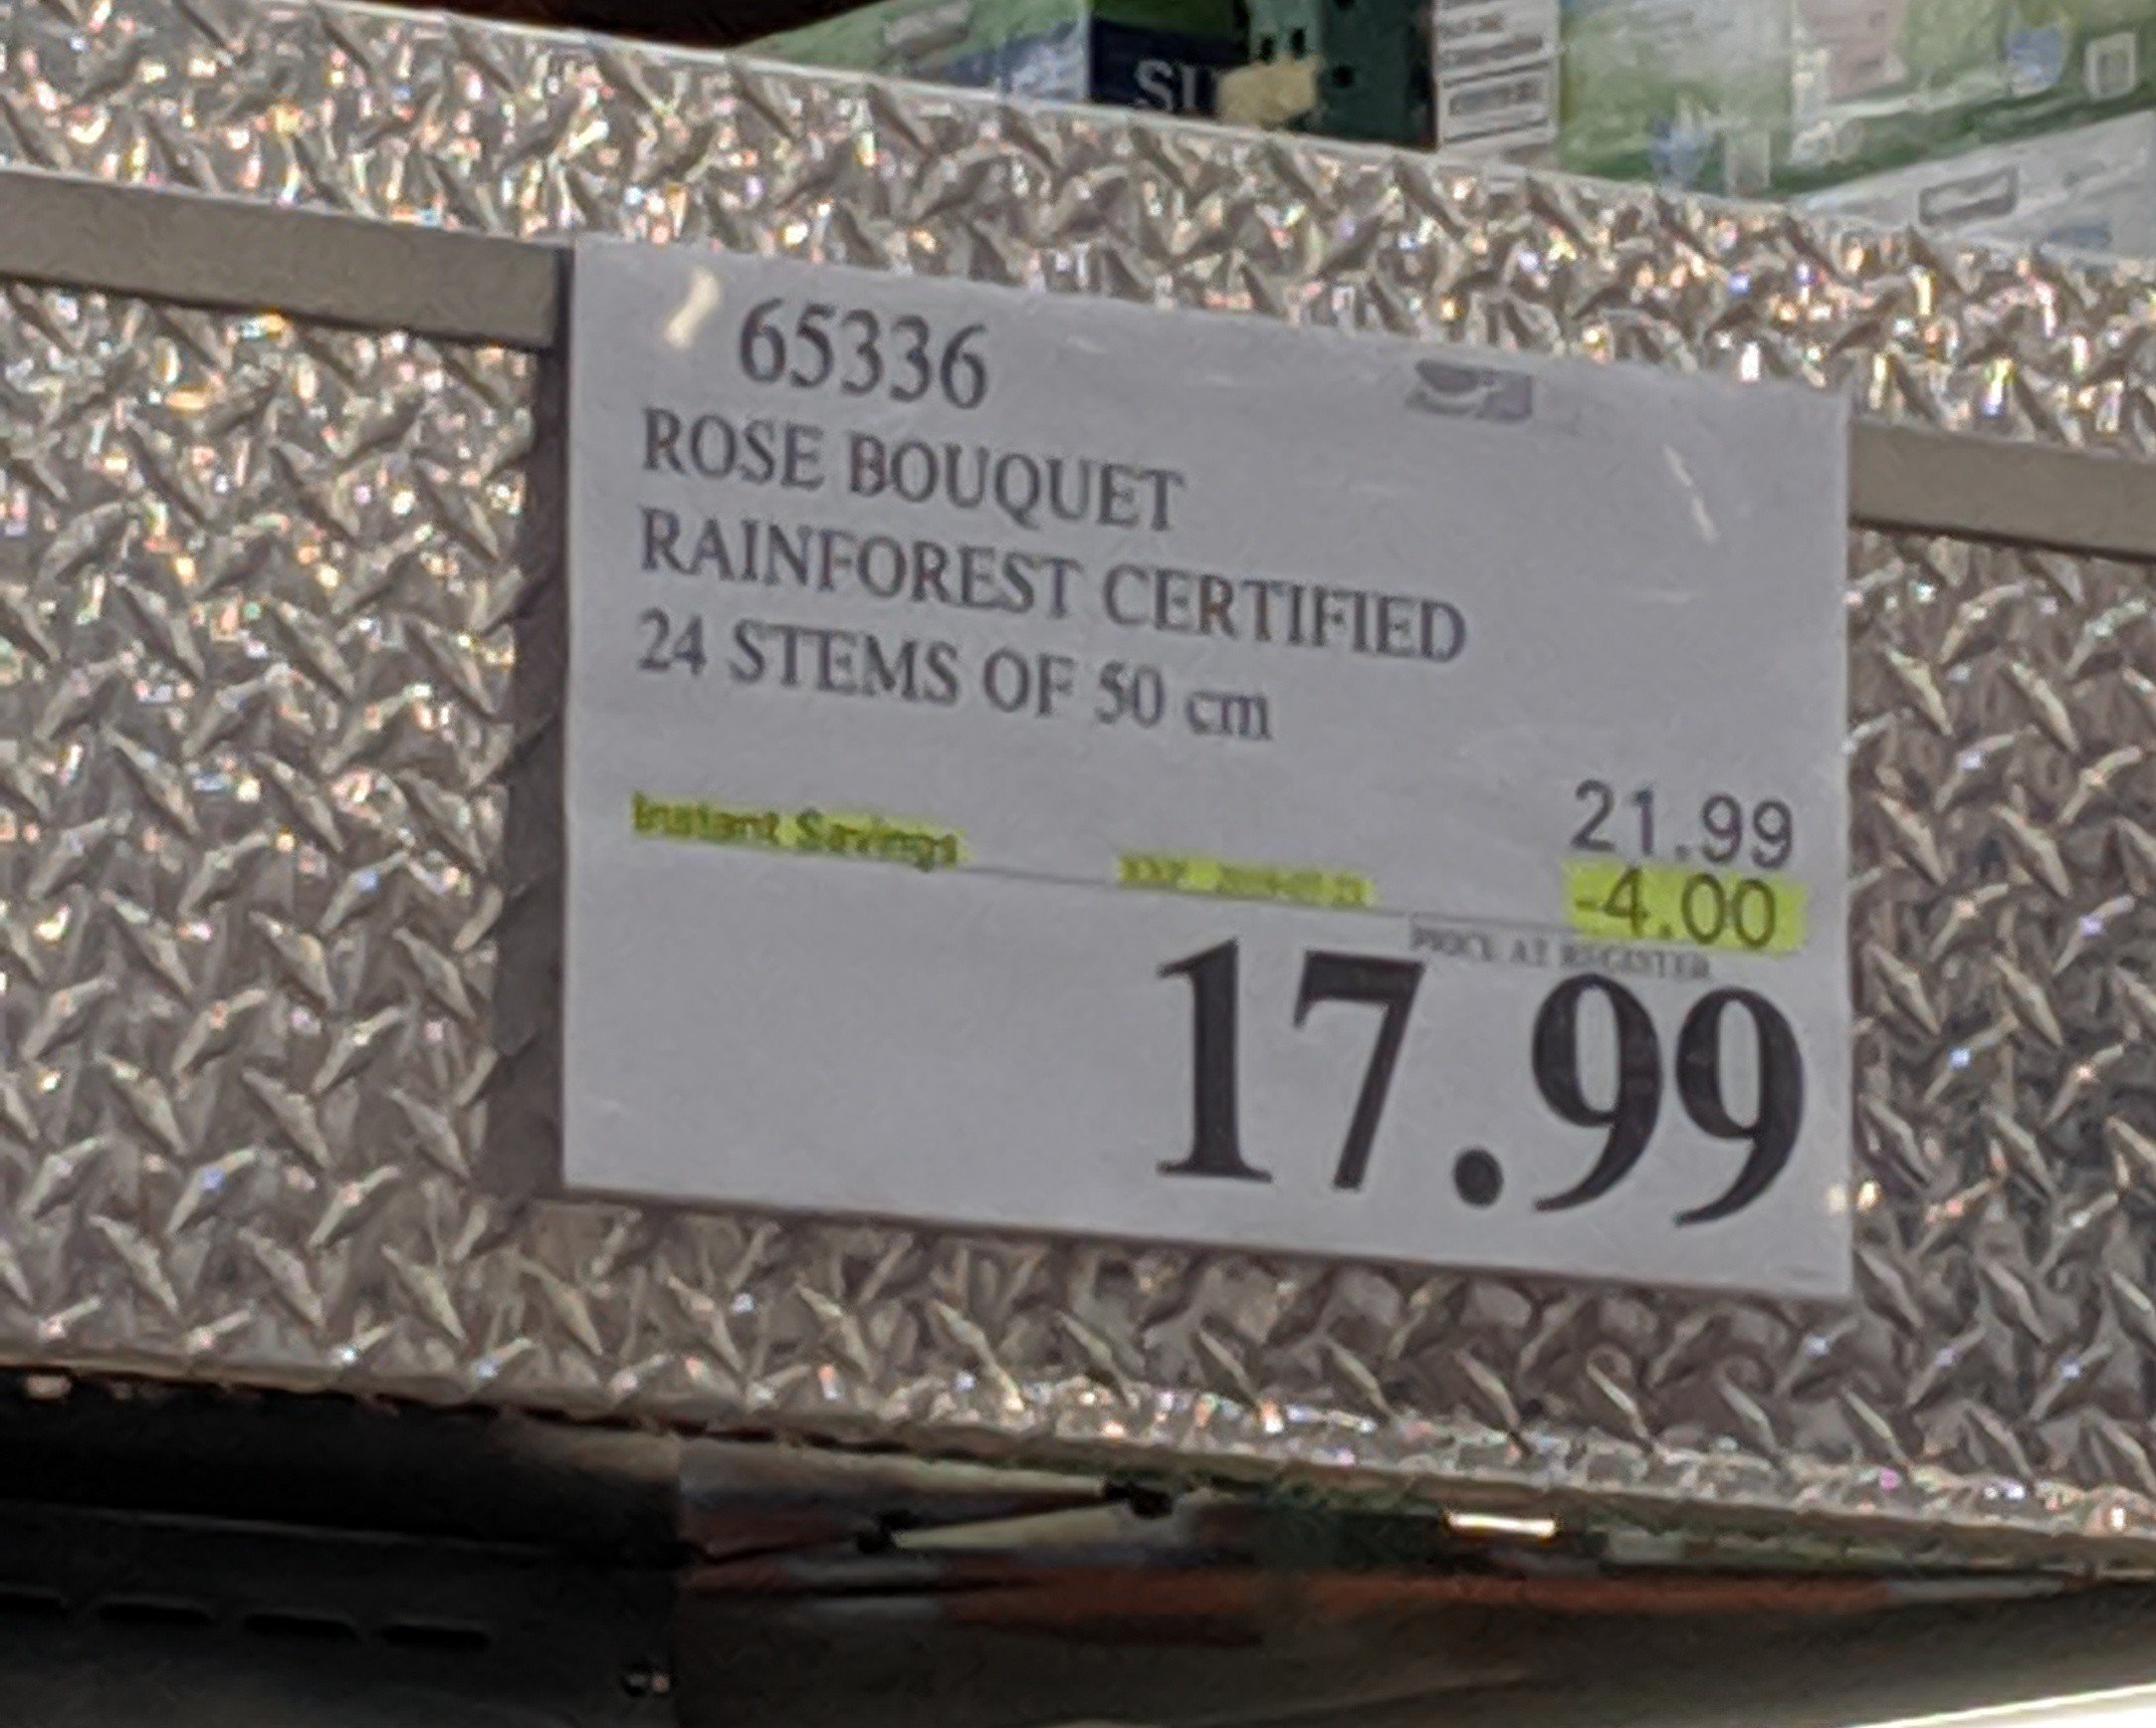 65336
ROSE BOUQUET
RAINFOREST CERTIFIED
24 STEMS OF 50 cm
21.99
Instant Savings
-4.00
PRICE AT REGISTER
17.99